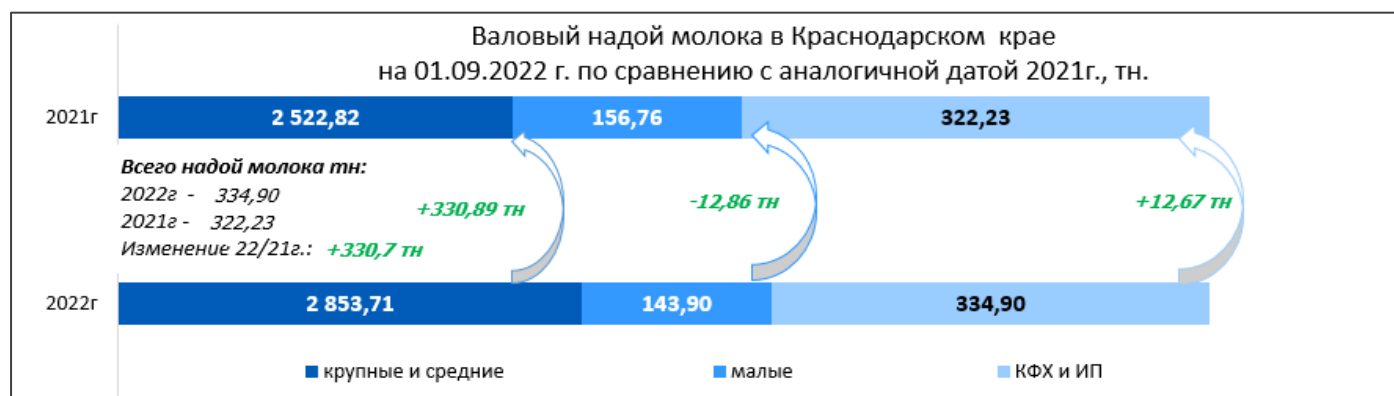 Валовый надой молока в Краснодарском крае
на 01.09.2022 г. по сравнению с аналогичной датой 2021г., тн.
2021г 2 522,82 156,76 322,23
Всего надой молока тн:
2022г - 334,90
2021г - 322,23
Изменение 22/21г.: +330,7 тн
+330,89 тн -12,86 тн +12,67 тн
2022г 2 853,71 143,90 334,90
крупные и средние малые КФХ и ИП